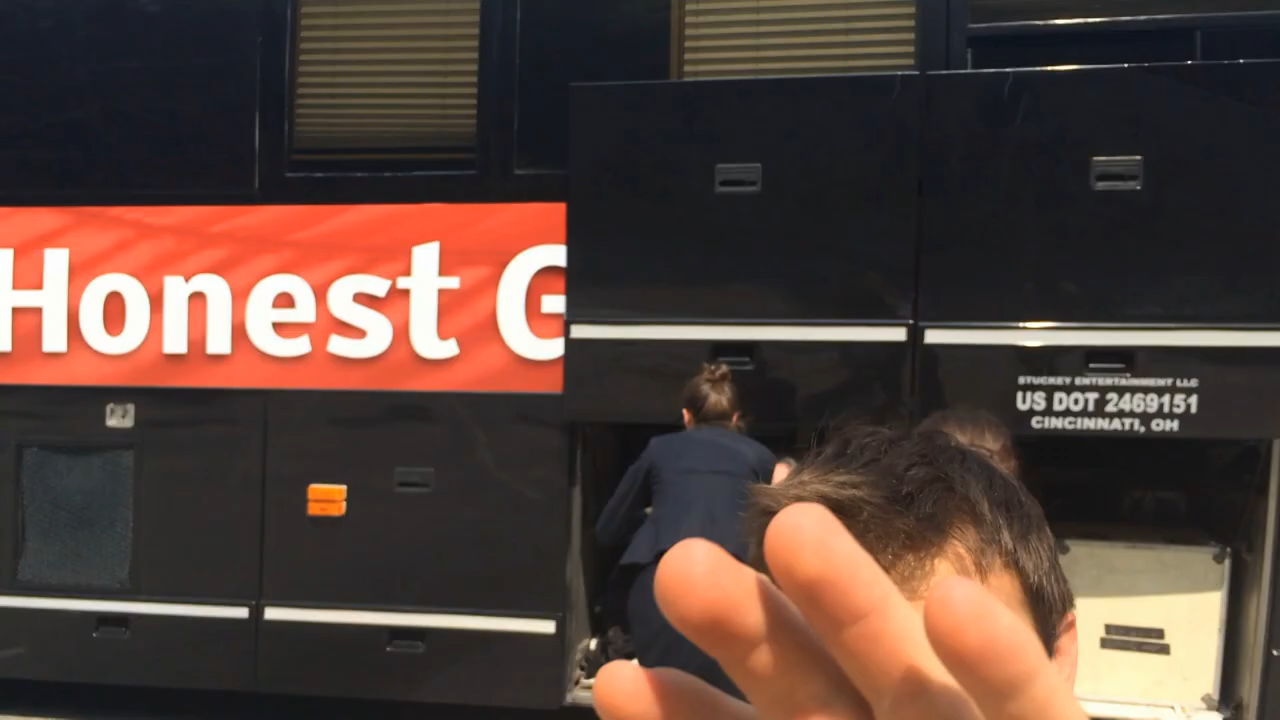 Honest G
STUCKEY ENTERTAINMENT LLC
US DOT 2469151
CINCINNATI, OH